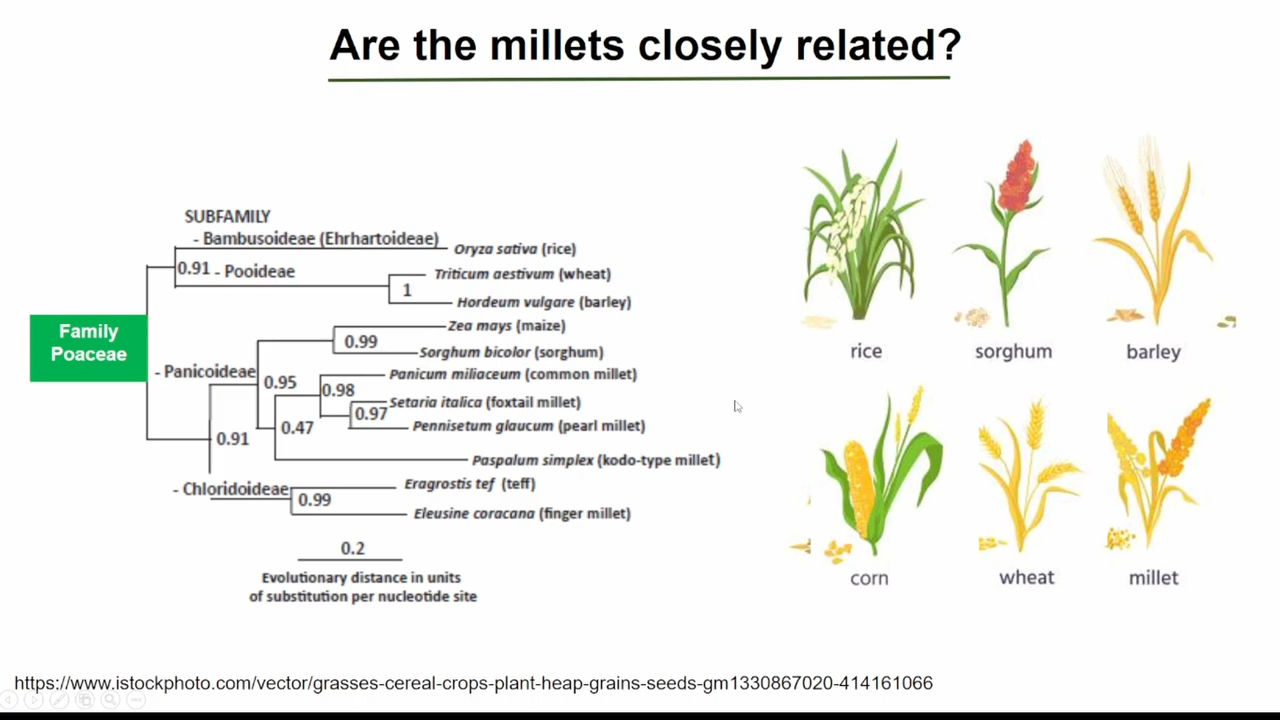 Are the millets closely related?
SUBFAMILY
- Bambusoideae (Ehrhartoideae)
Oryza sativa (rice)
0.91 - Pooideae
Triticum aestivum (wheat)
1
Hordeum vulgare (barley)
Zea mays (maize)
0.99
Sorghum bicolor (sorghum)
Family
Poaceae
- Panicoideae
0.95
0.98
Panicum miliaceum (common millet)
Setaria italica (foxtail millet)
0.97
Pennisetum glaucum (pearl millet)
0.47
0.91
Paspalum simplex (kodo-type millet)
- Chloridoideae
Eragrostis tef (teff)
0.99
Eleusine coracana (finger millet)
0.2
Evolutionary distance in units
of substitution per nucleotide site
rice
sorghum
barley
corn
wheat
millet
https://www.istockphoto.com/vector/grasses-cereal-crops-plant-heap-grains-seeds-gm1330867020-414161066